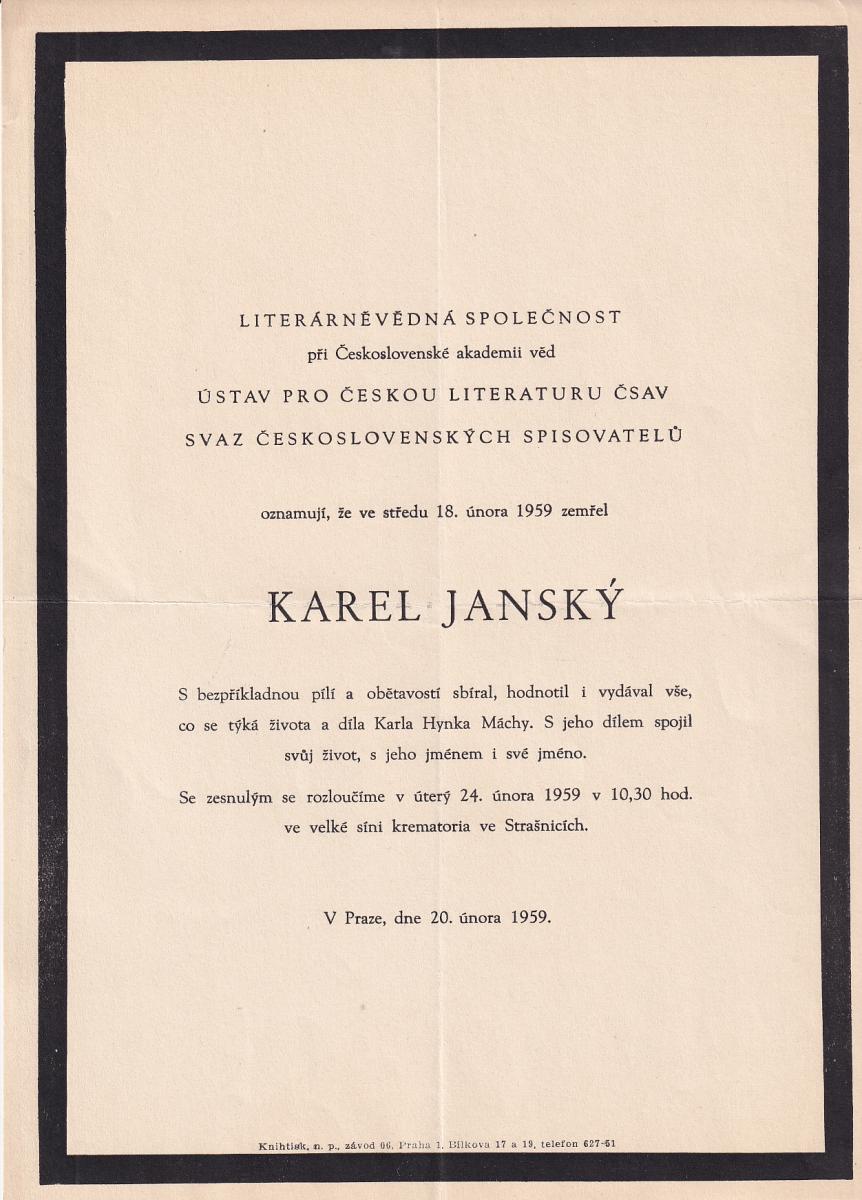 LITERÁRNĚVĚDNÁ SPOLEČNOST
při Československé akademii věd
ÚSTAV PRO ČESKOU LITERATURU ČSAV
SVAZ ČESKOSLOVENSKÝCH SPISOVATELŮ
oznamují, že ve středu 18. února 1959 zemřel
KAREL JANSKÝ
S bezpříkladnou pílí a obětavostí sbíral, hodnotil i vydával vše,
co se týká života a díla Karla Hynka Máchy. S jeho dílem spojil
svůj život, s jeho jménem i své jméno.
Se zesnulým se rozloučíme v úterý 24. února 1959 v 10,30 hod.
ve velké síni krematoria ve Strašnicích.
V Praze, dne 20. února 1959.
Knihtisk, n. p., závod 06, Praha 1, Bílkova 17 a 19, telefon 627-51